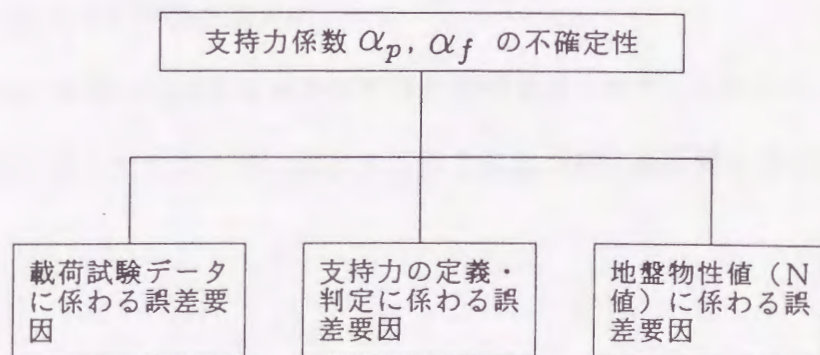 支持力係数 αp, αf の不確定性
載荷試験データ
に係わる誤差要
因
支持力の定義・
判定に係わる誤
差要因
地盤物性値（N
値）に係わる誤
差要因